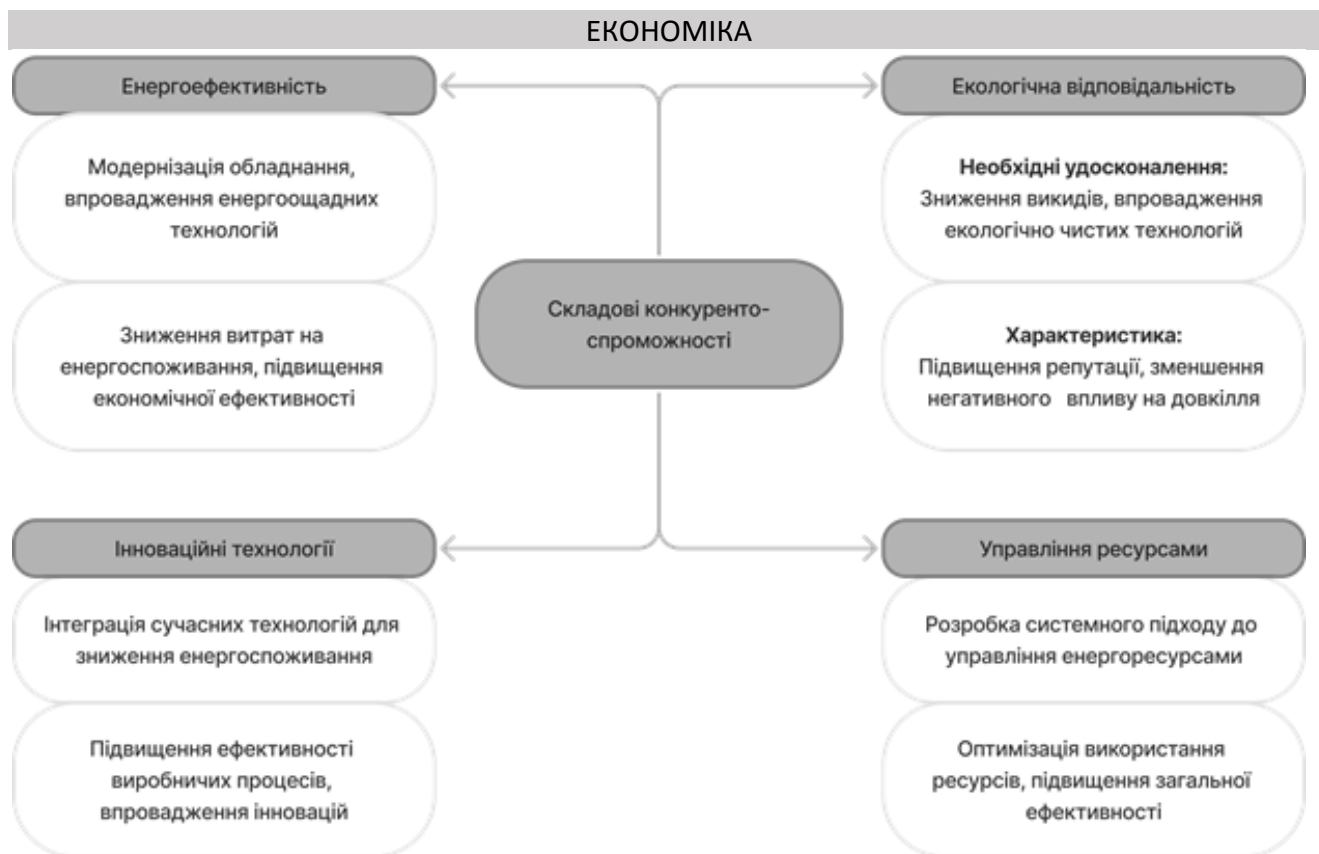 ЕКОНОМІКА
Енергоефективність
Модернізація обладнання,
впровадження енергоощадних
технологій
Зниження витрат на
енергоспоживання, підвищення
економічної ефективності
Екологічна відповідальність
Необхідні удосконалення:
Зниження викидів, впровадження
екологічно чистих технологій
Характеристика:
Підвищення репутації, зменшення
негативного впливу на довкілля
Складові конкуренто-
спроможності
Інноваційні технології
Інтеграція сучасних технологій для
зниження енергоспоживання
Підвищення ефективності
виробничих процесів,
впровадження інновацій
Управління ресурсами
Розробка системного підходу до
управління енергоресурсами
Оптимізація використання
ресурсів, підвищення загальної
ефективності